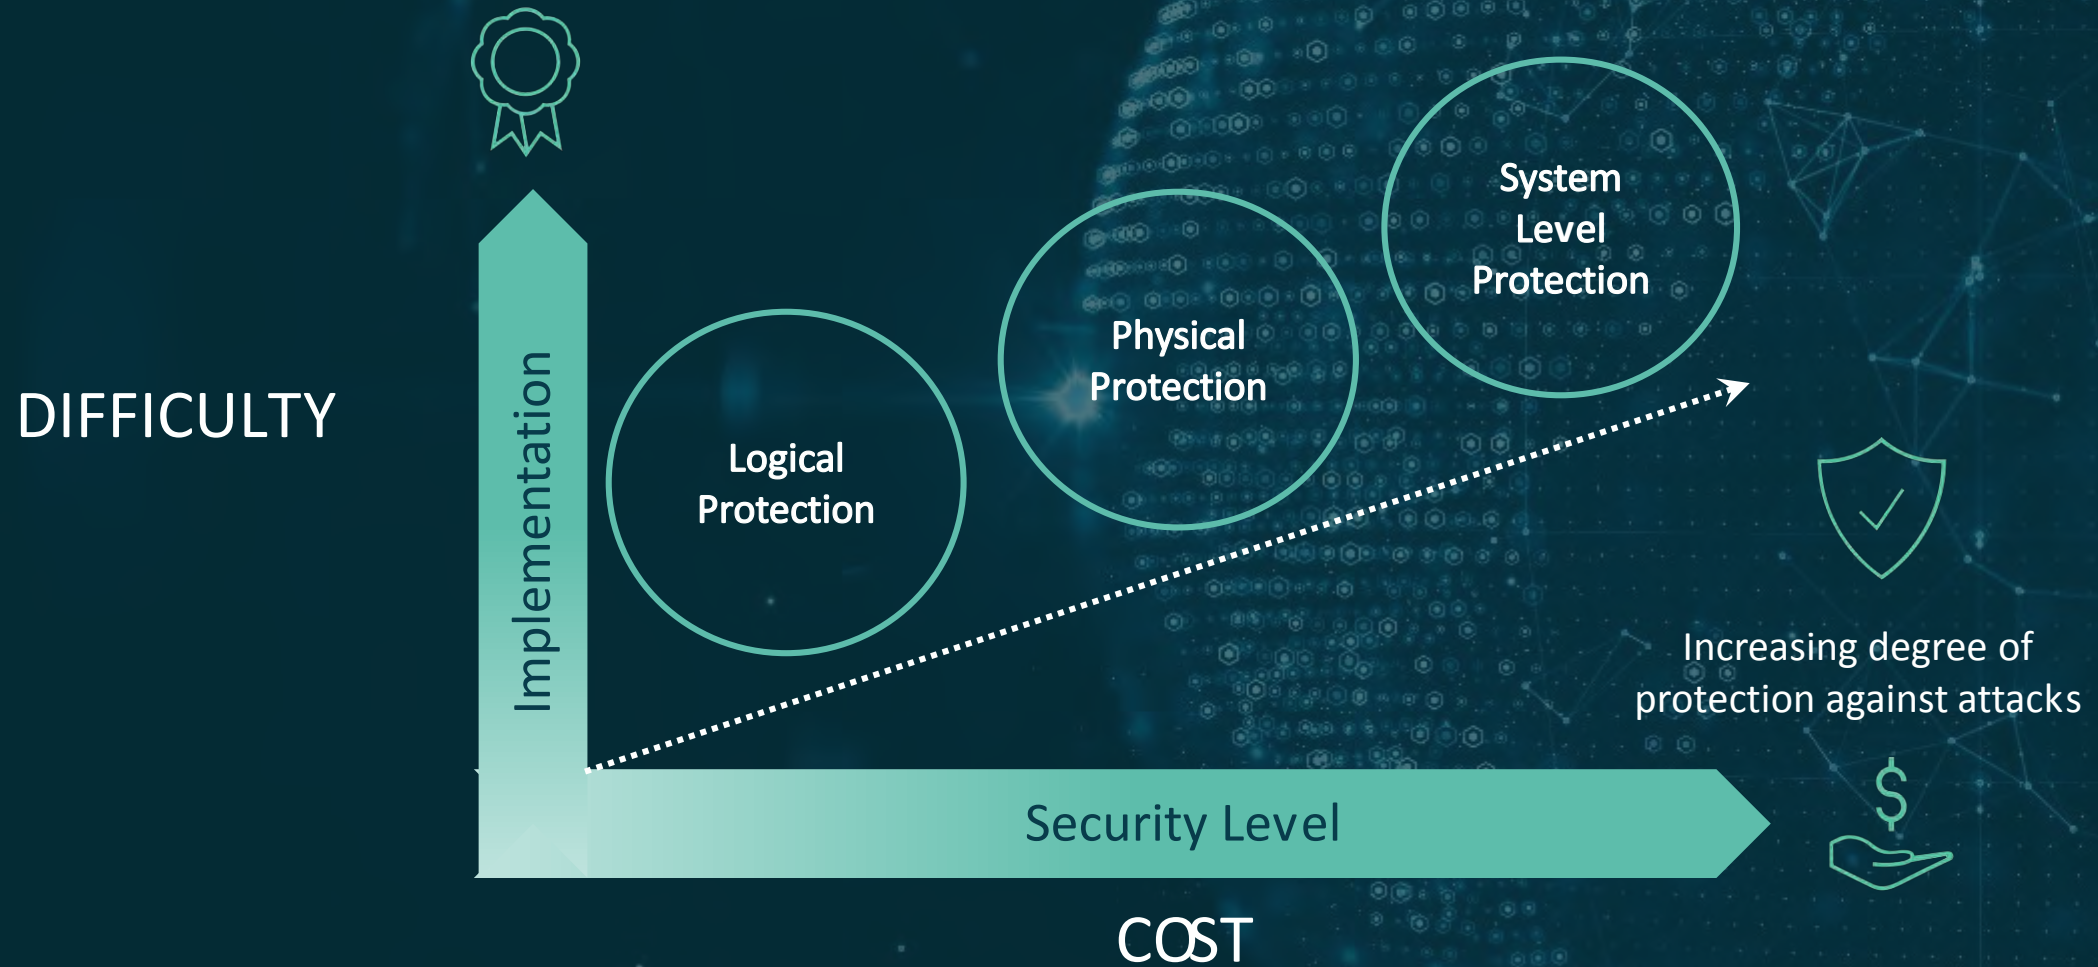 DIFFICULTY
Implementation
Logical
Protection
Physical
Protection
System
Level
Protection
Increasing degree of
protection against attacks
$
Security Level
COST